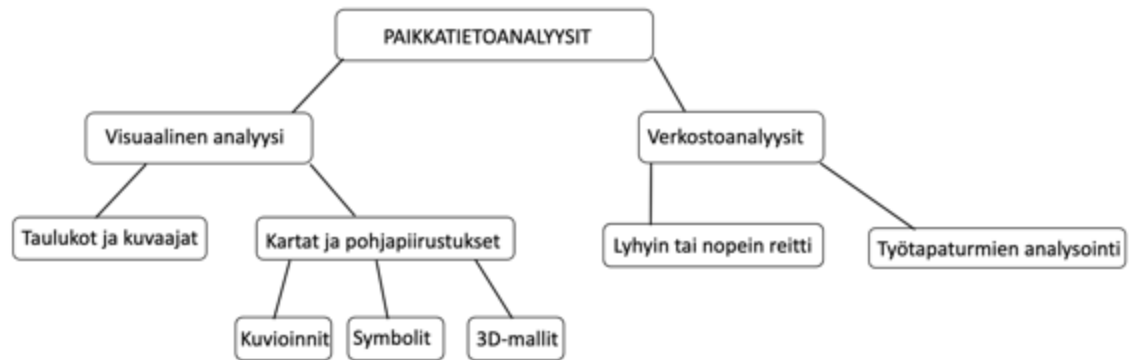 PAIKKATIETOANALYYSIT
Visuaalinen analyysi
Verkostoanalyysit
Taulukot ja kuvaajat
Kartat ja pohjapiirustukset
Lyhyin tai nopein reitti
Työtapaturmien analysointi
Kuvioinnit
Symbolit
3D-mallit